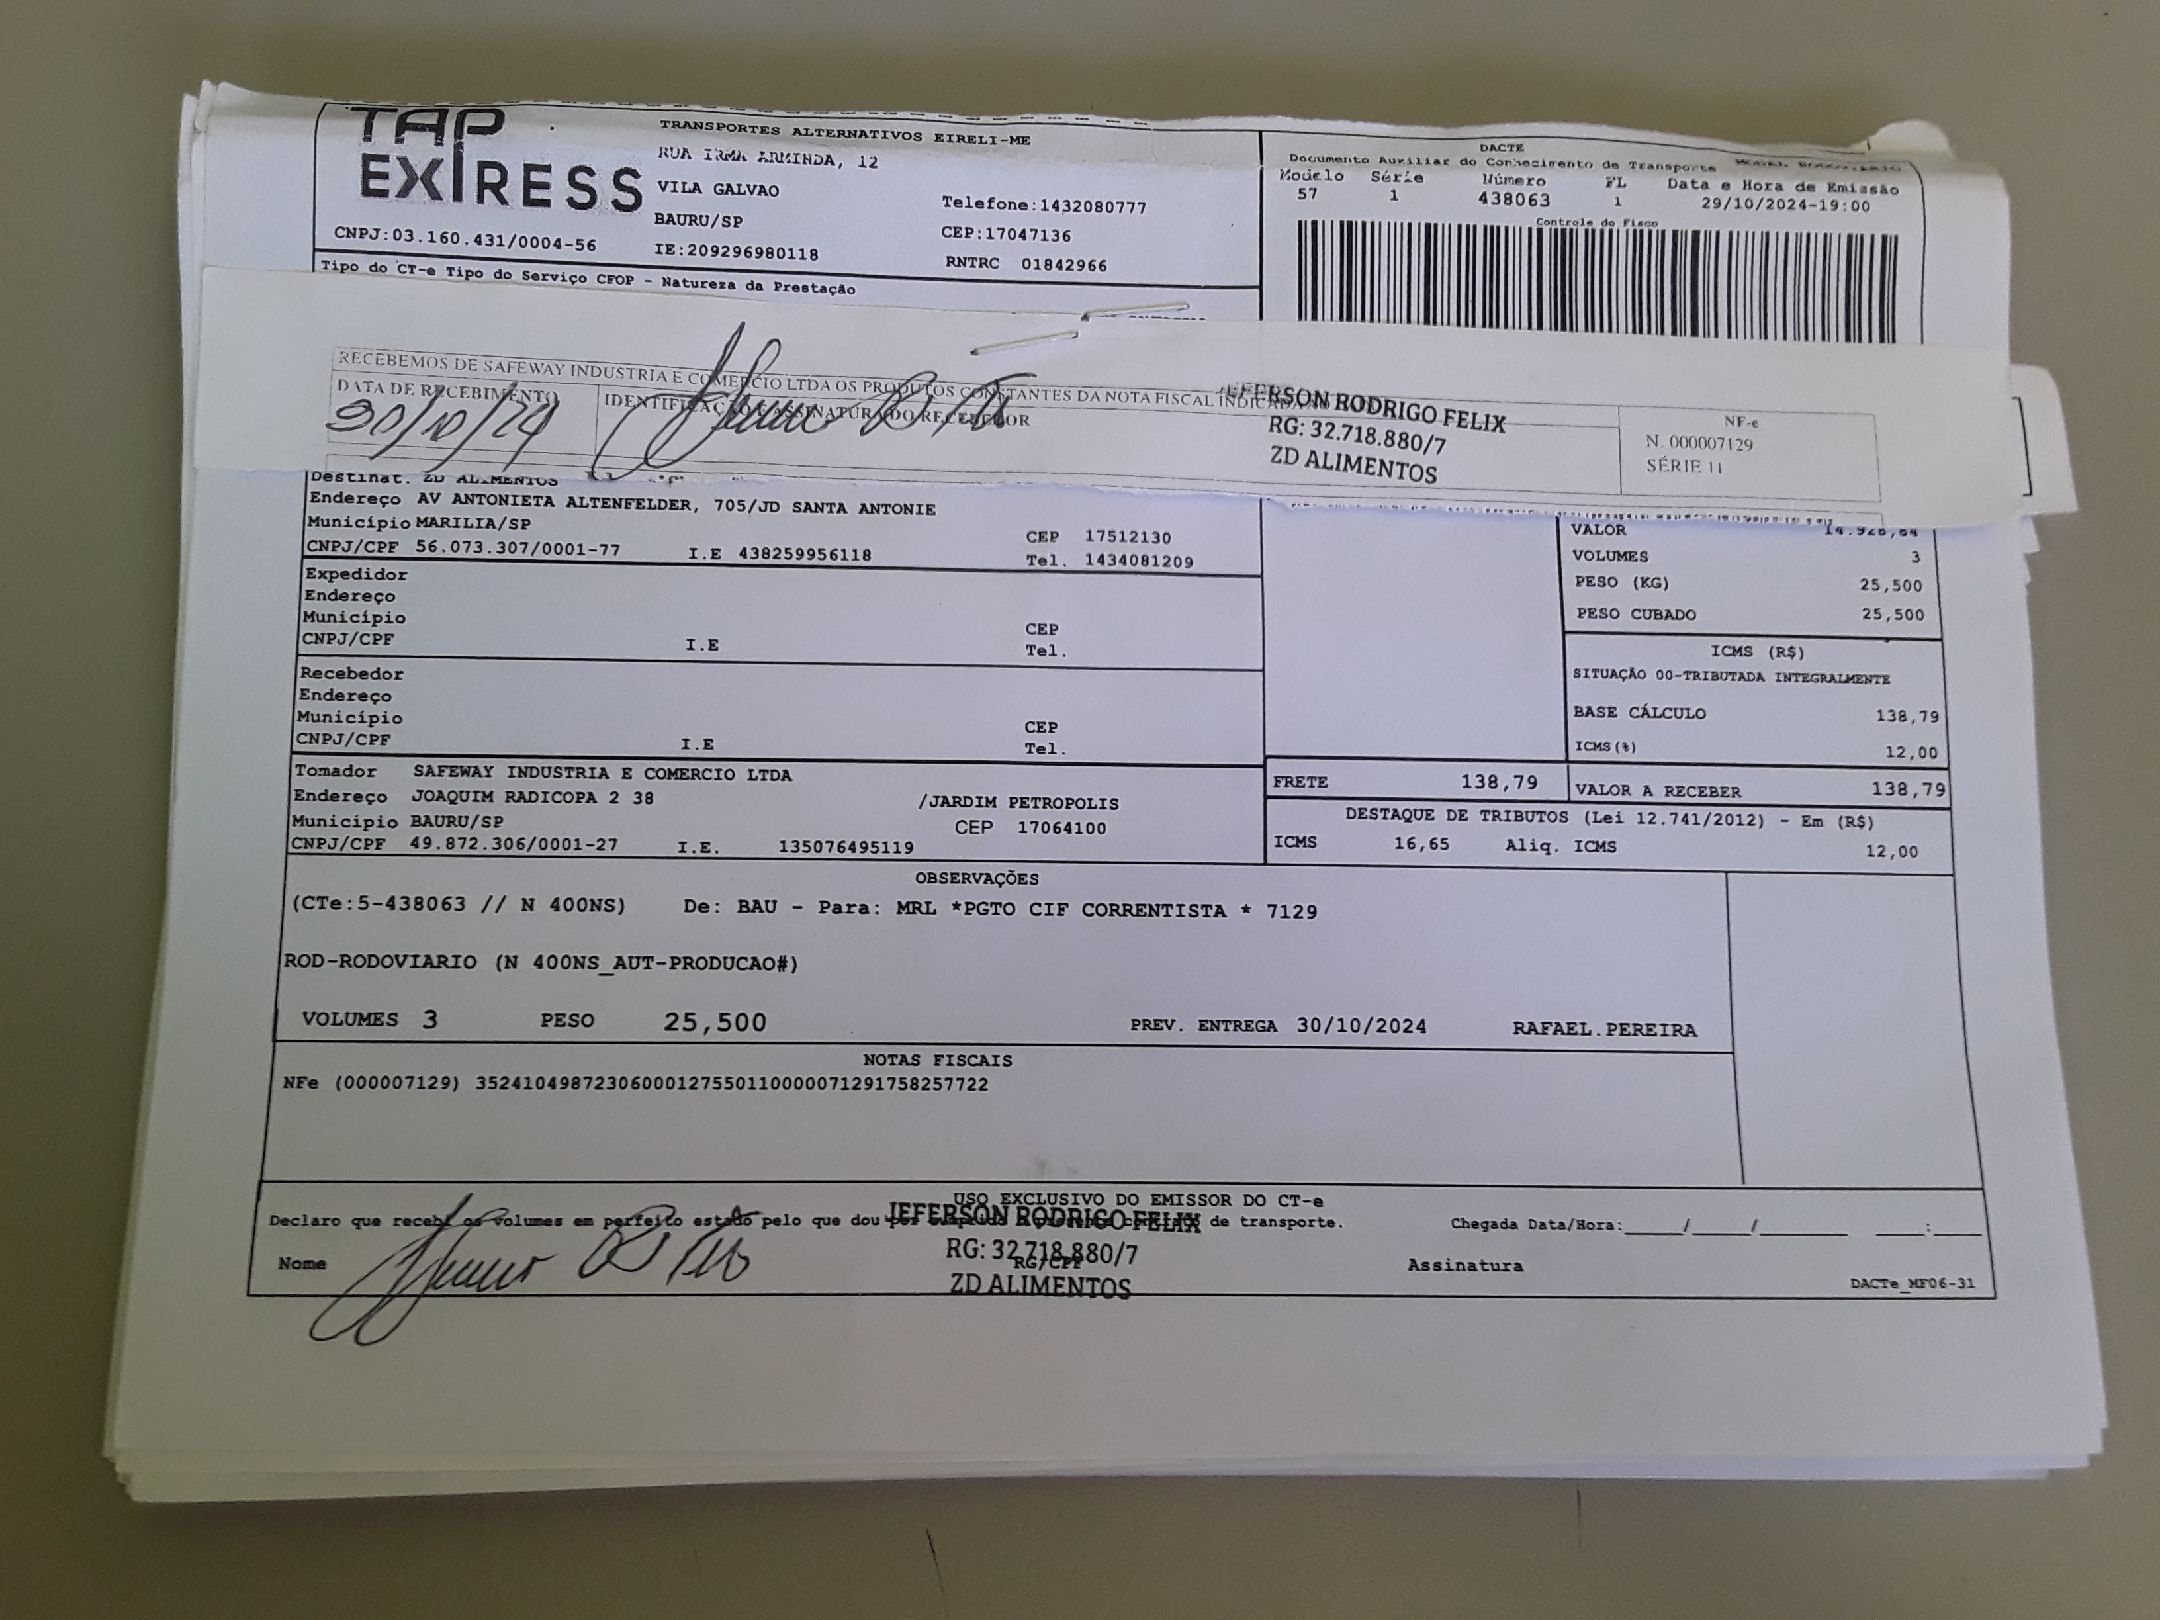 TAP
EXPRESS
TRANSPORTES ALTERNATIVOS EIRELI-ME
RUA IRMA ARMINDA, 12
VILA GALVAO
BAURU/SP
Telefone:1432080777
CEP:17047136
CNPJ:03.160.431/0004-56
IE:209296980118
RNTRC 01842966
DACTE
Documento Auxiliar do Conhecimento de Transporte
Modelo Série Número FL Data e Hora de Emissão
57 1 438063 1 29/10/2024-19:00
Controle do Fisco
Tipo do CT-e Tipo do Serviço CFOP - Natureza da Prestação
RECEBEMOS DE SAFEWAY INDUSTRIA E COMERCIO LTDA OS PRODUTOS CONSTANTES DA NOTA FISCAL
DATA DE RECEBIMENTO
30/10/24
IDENTIFICAÇÃO E ASSINATURA DO RECEBEDOR
JEFERSON RODRIGO FELIX
RG: 32.718.880/7
ZD ALIMENTOS
NF-e
N. 000007129
SÉRIE 11
Destinat. ZD ALIMENTOS
Endereço AV ANTONIETA ALTENFELDER, 705/JD SANTA ANTONIE
Município MARILIA/SP CEP 17512130
CNPJ/CPF 56.073.307/0001-77 I.E 438259956118 Tel. 1434081209
Expedidor
Endereço
Município CEP
CNPJ/CPF I.E Tel.
Recebedor
Endereço
Município CEP
CNPJ/CPF I.E Tel.
Tomador SAFEWAY INDUSTRIA E COMERCIO LTDA
Endereço JOAQUIM RADICOPA 2 38 /JARDIM PETROPOLIS
Município BAURU/SP CEP 17064100
CNPJ/CPF 49.872.306/0001-27 I.E. 135076495119
VALOR
VOLUMES 3
PESO (KG) 25,500
PESO CUBADO 25,500
ICMS (R$)
SITUAÇÃO 00-TRIBUTADA INTEGRALMENTE
BASE CÁLCULO 138,79
ICMS(%) 12,00
FRETE 138,79 VALOR A RECEBER 138,79
DESTAQUE DE TRIBUTOS (Lei 12.741/2012) - Em (R$)
ICMS 16,65 Aliq. ICMS 12,00
OBSERVAÇÕES
(CTe:5-438063 // N 400NS) De: BAU - Para: MRL *PGTO CIF CORRENTISTA * 7129
ROD-RODOVIARIO (N 400NS_AUT-PRODUCAO#)
VOLUMES 3 PESO 25,500 PREV. ENTREGA 30/10/2024 RAFAEL.PEREIRA
NOTAS FISCAIS
NFe (000007129) 35241049872306000127550110000071291758257722
USO EXCLUSIVO DO EMISSOR DO CT-e
Declaro que recebi os volumes em perfeito estado pelo que dou por de transporte. Chegada Data/Hora:_____/_____/_______ ____:____
JEFERSON RODRIGO FELIX
RG: 32.718.880/7
ZD ALIMENTOS
Nome RG/CPF Assinatura
DACTe_MF06-31